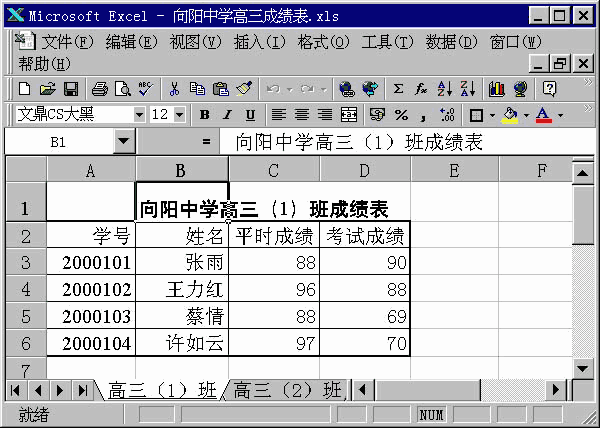 Microsoft Excel - 向阳中学高三成绩表.xls
文件(F) 编辑(E) 视图(V) 插入(I) 格式(O) 工具(T) 数据(D) 窗口(W)
帮助(H)
文鼎CS大黑 12 B I U % ,
B1 = 向阳中学高三（1）班成绩表
A B C D E F
1 向阳中学高三（1）班成绩表
2 学号 姓名 平时成绩 考试成绩
3 2000101 张雨 88 90
4 2000102 王力红 96 88
5 2000103 蔡情 88 69
6 2000104 许如云 97 70
7
高三（1）班 高三（2）班
就绪 NUM